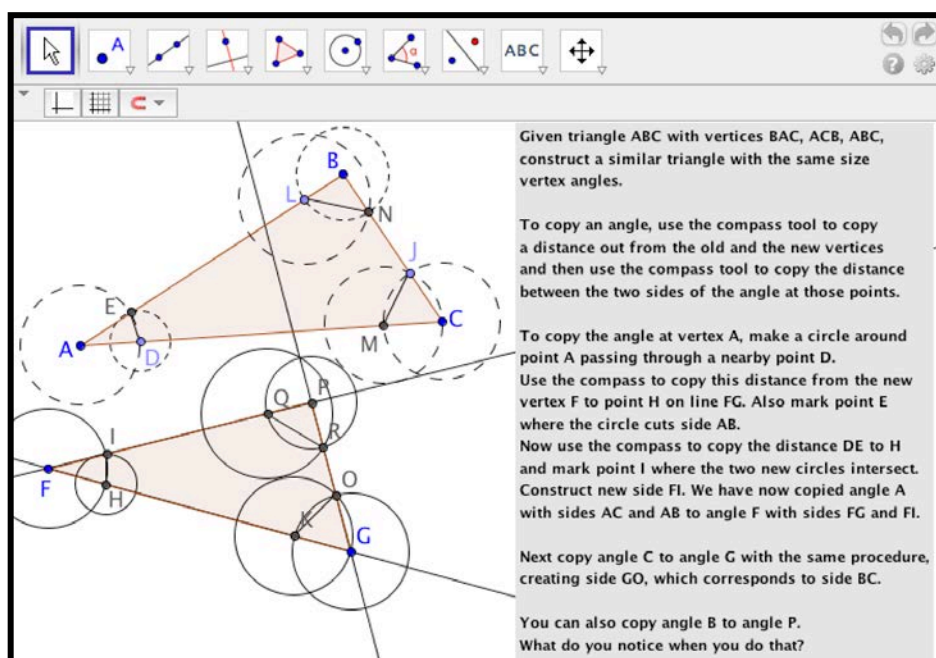 A
α
ABC
?
Given triangle ABC with vertices BAC, ACB, ABC,
construct a similar triangle with the same size
vertex angles.
To copy an angle, use the compass tool to copy
a distance out from the old and the new vertices
and then use the compass tool to copy the distance
between the two sides of the angle at those points.
To copy the angle at vertex A, make a circle around
point A passing through a nearby point D.
Use the compass to copy this distance from the new
vertex F to point H on line FG. Also mark point E
where the circle cuts side AB.
Now use the compass to copy the distance DE to H
and mark point I where the two new circles intersect.
Construct new side FI. We have now copied angle A
with sides AC and AB to angle F with sides FG and FI.
Next copy angle C to angle G with the same procedure,
creating side GO, which corresponds to side BC.
You can also copy angle B to angle P.
What do you notice when you do that?
B
L
N
J
E
A
D
M
C
P
Q
I
R
F
H
O
K
G